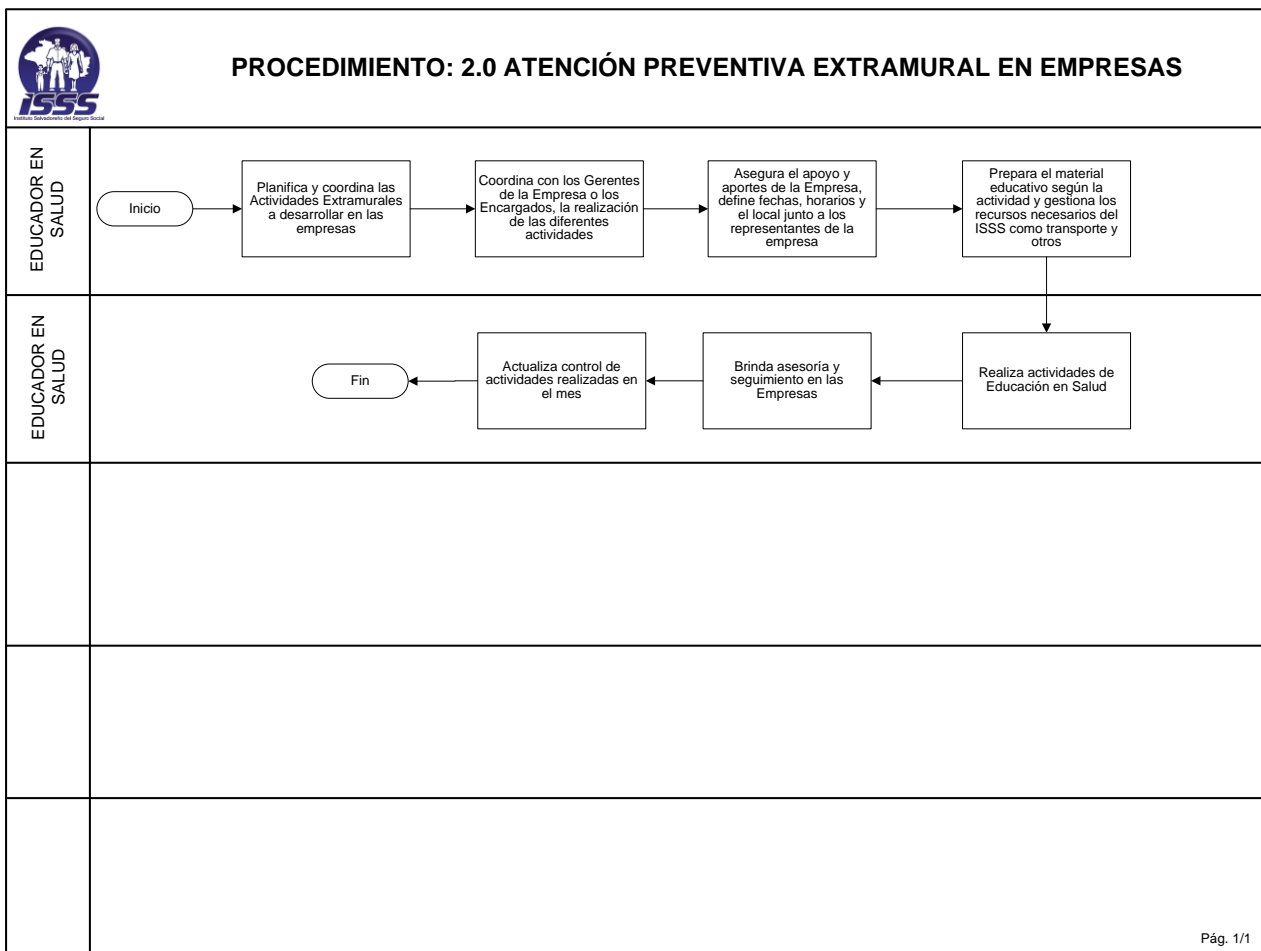 ISSS
Instituto Salvadoreño del Seguro Social
PROCEDIMIENTO: 2.0 ATENCIÓN PREVENTIVA EXTRAMURAL EN EMPRESAS
EDUCADOR EN
SALUD
Inicio
Planifica y coordina las
Actividades Extramurales
a desarrollar en las
empresas
Coordina con los Gerentes
de la Empresa o los
Encargados, la realización
de las diferentes
actividades
Asegura el apoyo y
aportes de la Empresa,
define fechas, horarios y
el local junto a los
representantes de la
empresa
Prepara el material
educativo según la
actividad y gestiona los
recursos necesarios del
ISSS como transporte y
otros
EDUCADOR EN
SALUD
Fin
Actualiza control de
actividades realizadas en
el mes
Brinda asesoría y
seguimiento en las
Empresas
Realiza actividades de
Educación en Salud
Pág. 1/1